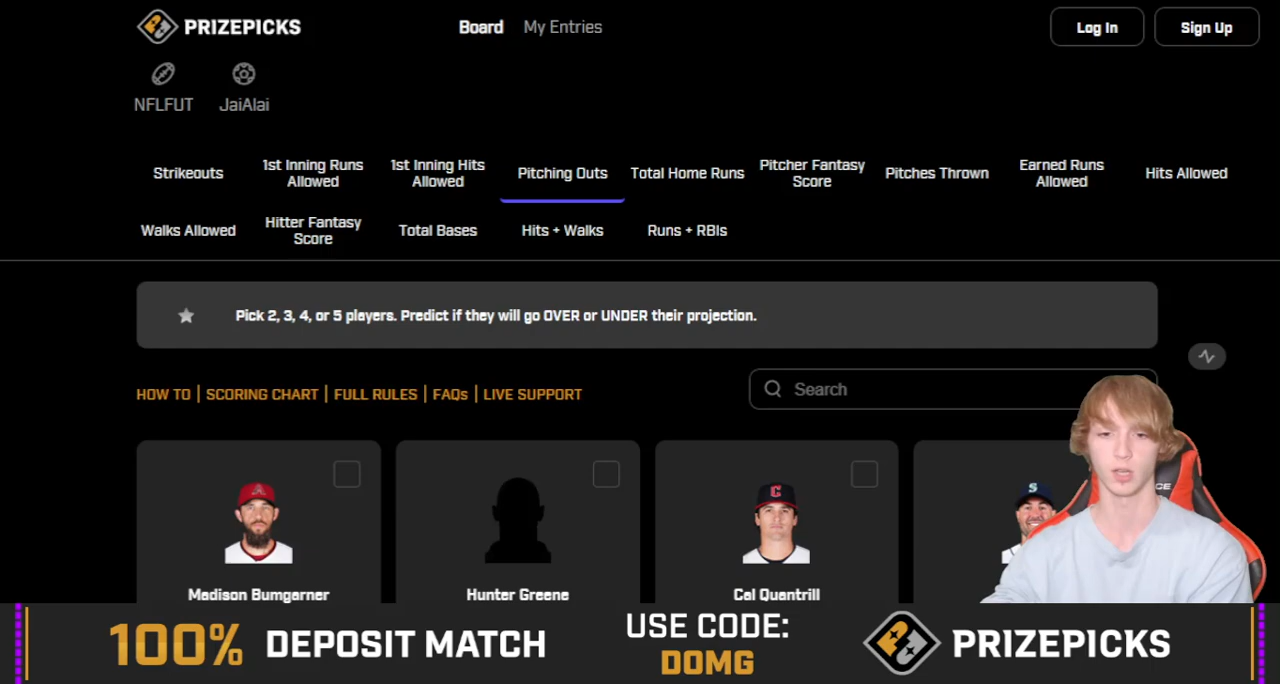 PRIZEPICKS
Board My Entries
Log In Sign Up
NFLFUT JaiAlai
Strikeouts
1st Inning Runs
Allowed
1st Inning Hits
Allowed
Pitching Outs
Total Home Runs
Pitcher Fantasy
Score
Pitches Thrown
Earned Runs
Allowed
Hits Allowed
Walks Allowed
Hitter Fantasy
Score
Total Bases
Hits + Walks
Runs + RBIs
Pick 2, 3, 4, or 5 players. Predict if they will go OVER or UNDER their projection.
HOW TO | SCORING CHART | FULL RULES | FAQs | LIVE SUPPORT
Search
Madison Bumgarner
Hunter Greene
Cal Quantrill
100% DEPOSIT MATCH
USE CODE:
DOMG
PRIZEPICKS